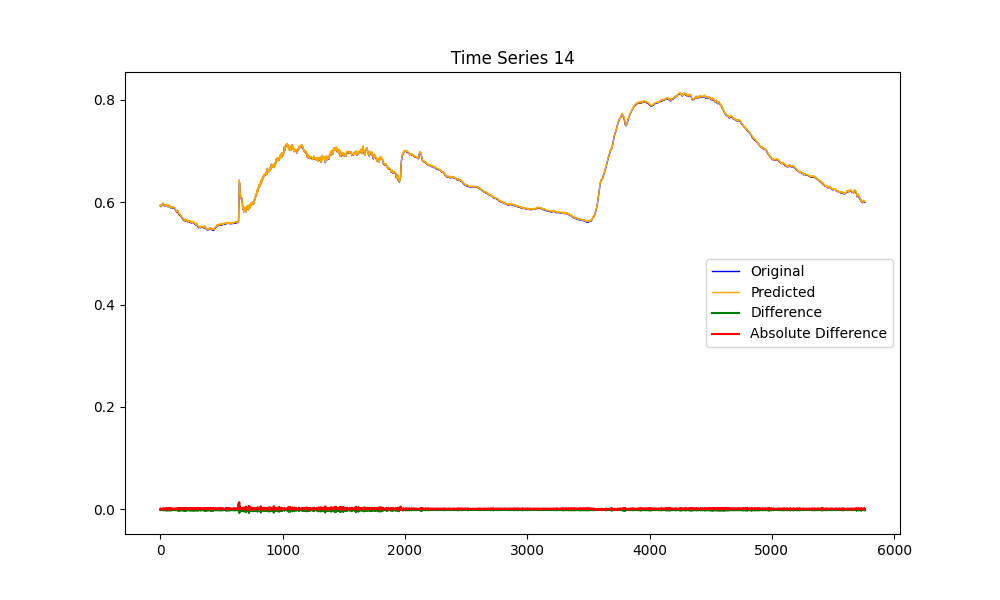 Time Series 14
0.8
0.6
0.4
0.2
0.0
Original
Predicted
Difference
Absolute Difference
0 1000 2000 3000 4000 5000 6000